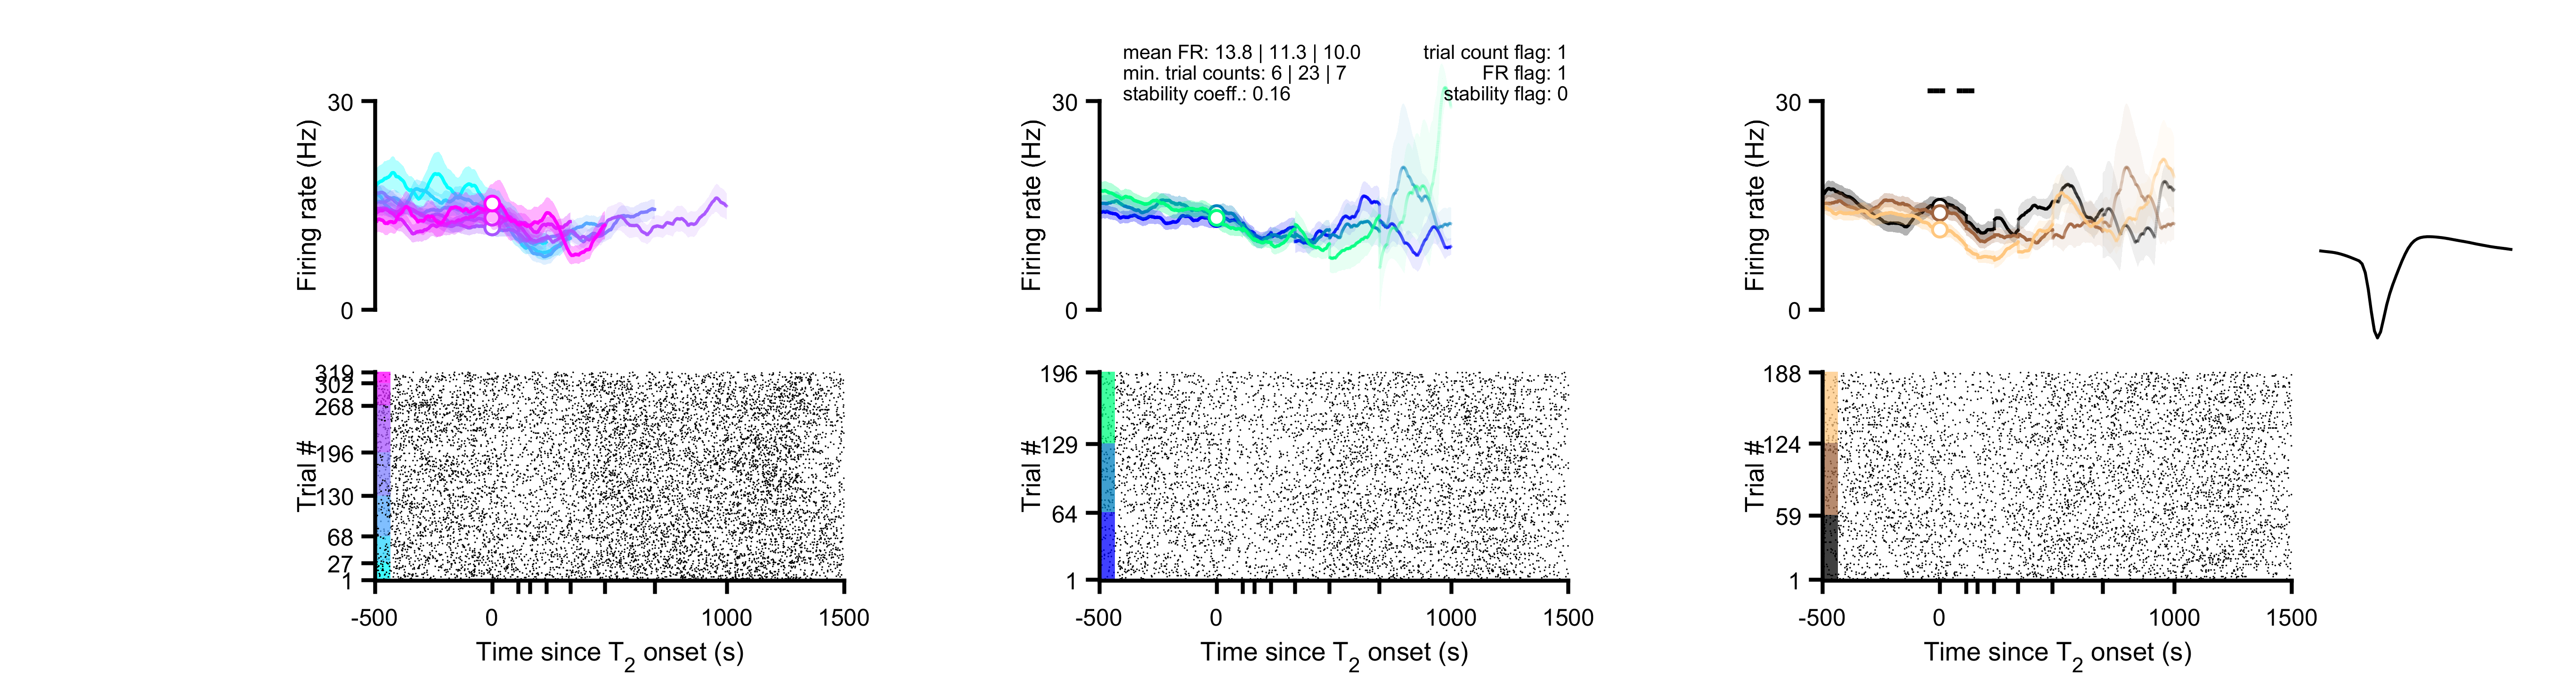 mean FR: 13.8 | 11.3 | 10.0
min. trial counts: 6 | 23 | 7
stability coeff.: 0.16
trial count flag: 1
FR flag: 1
stability flag: 0
30
Firing rate (Hz)
0
30
Firing rate (Hz)
0
30
Firing rate (Hz)
0
319
302
268
196
130
68
27
1
Trial #
-500
0
1000
1500
Time since T2 onset (s)
196
129
64
1
Trial #
-500
0
1000
1500
Time since T2 onset (s)
188
124
59
1
Trial #
-500
0
1000
1500
Time since T2 onset (s)